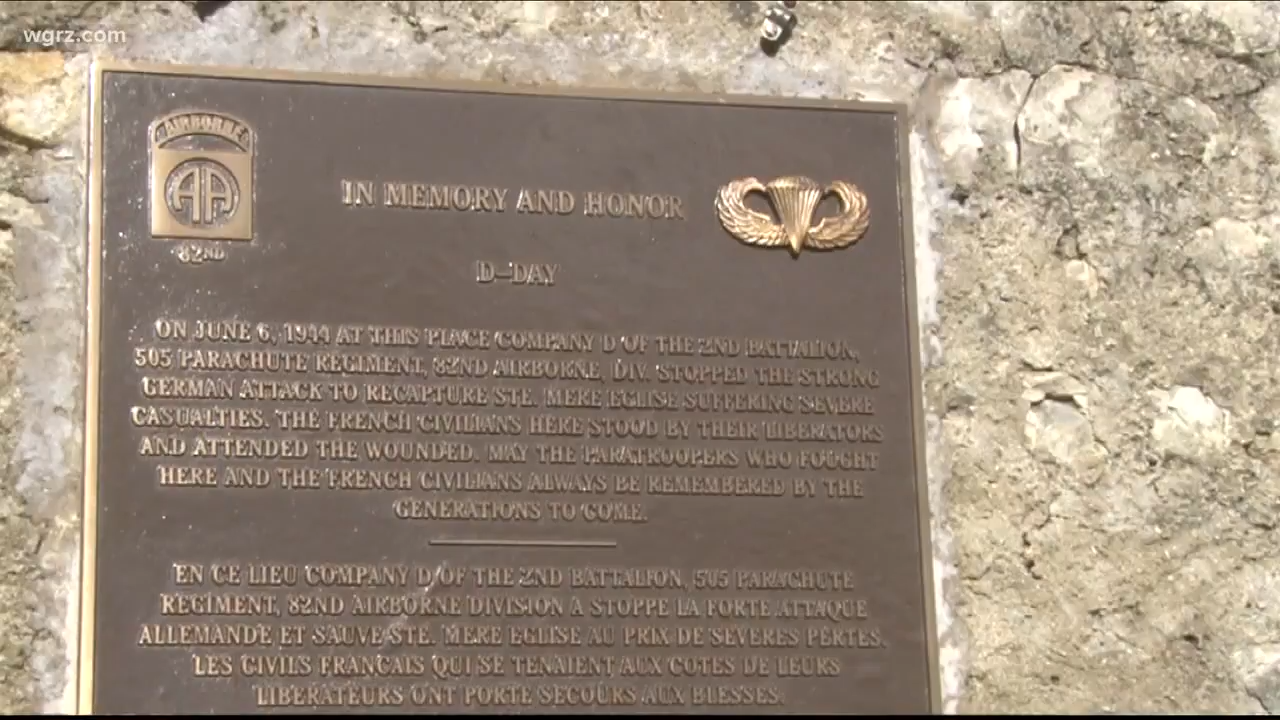 wgrz.com
AIRBORNE
AA
82ND
IN MEMORY AND HONOR
D-DAY
ON JUNE 6, 1944 AT THIS PLACE COMPANY D OF THE 2ND BATTALION,
505 PARACHUTE REGIMENT, 82ND AIRBORNE, DIV. STOPPED THE STRONG
GERMAN ATTACK TO RECAPTURE STE. MERE EGLISE SUFFERING SEVERE
CASUALTIES. THE FRENCH CIVILIANS HERE STOOD BY THEIR LIBERATORS
AND ATTENDED THE WOUNDED. MAY THE PARATROOPERS WHO FOUGHT
HERE AND THE FRENCH CIVILIANS ALWAYS BE REMEMBERED BY THE
GENERATIONS TO COME.
EN CE LIEU COMPANY D OF THE 2ND BATTALION, 505 PARACHUTE
REGIMENT, 82ND AIRBORNE DIVISION A STOPPE LA FORTE ATTAQUE
ALLEMANDE ET SAUVE STE. MERE EGLISE AU PRIX DE SEVERES PERTES.
LES CIVILS FRANCAIS QUI SE TENAIENT AUX COTES DE LEURS
LIBERATEURS ONT PORTE SECOURS AUX BLESSES.